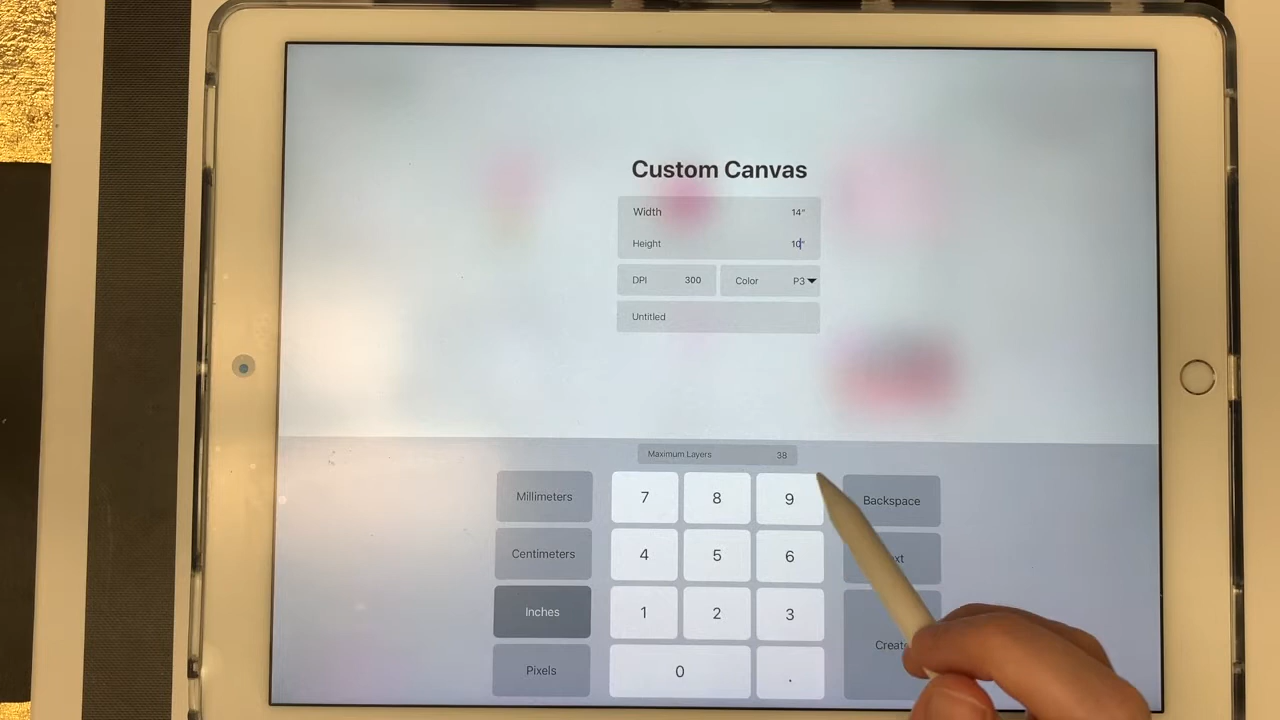 Custom Canvas
Width 14"
Height 10"
DPI 300 Color P3
Untitled
Maximum Layers 38
Millimeters 7 8 9 Backspace
Centimeters 4 5 6
Inches 1 2 3
Create
Pixels 0 .